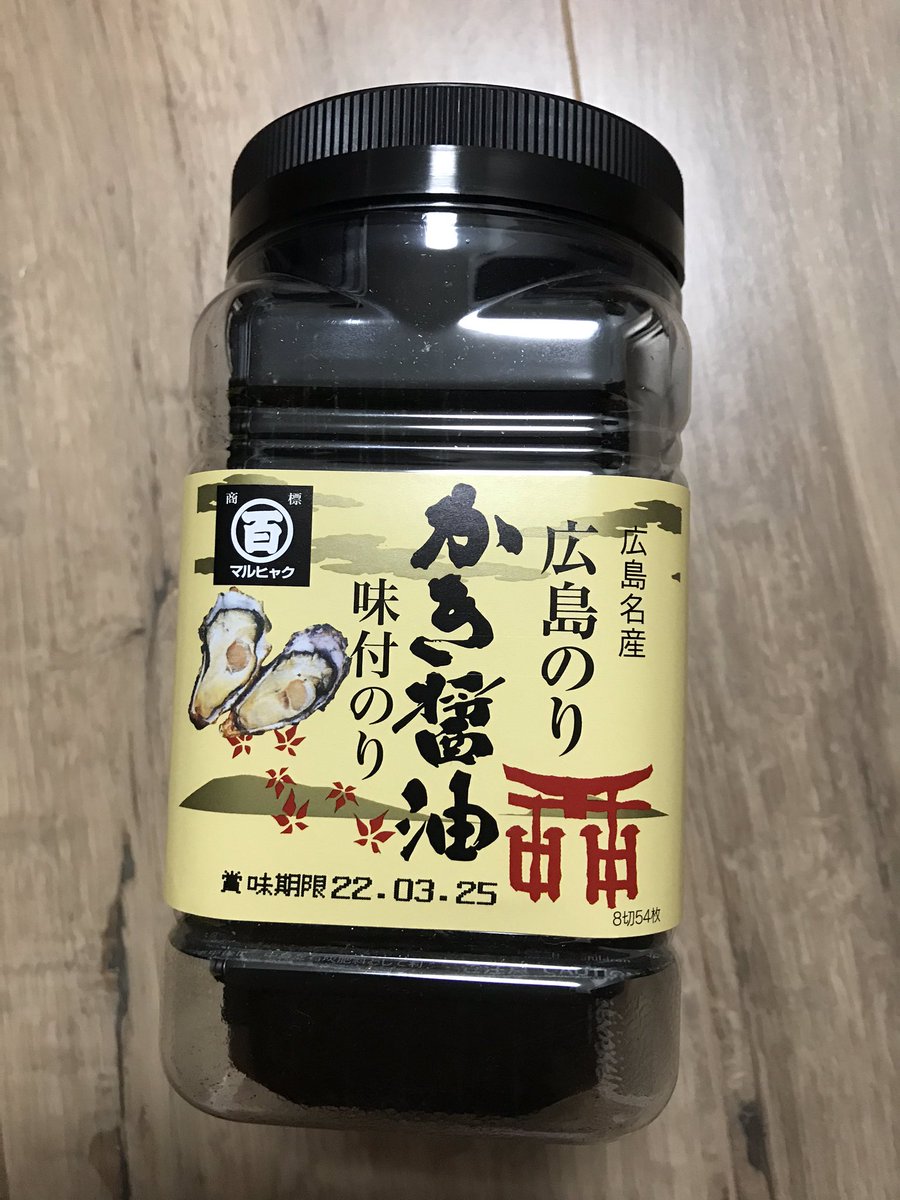 広島名産
広島のり
かき醤油
味付のり
商標
百
マルヒャク
賞味期限22.03.25
8切54枚